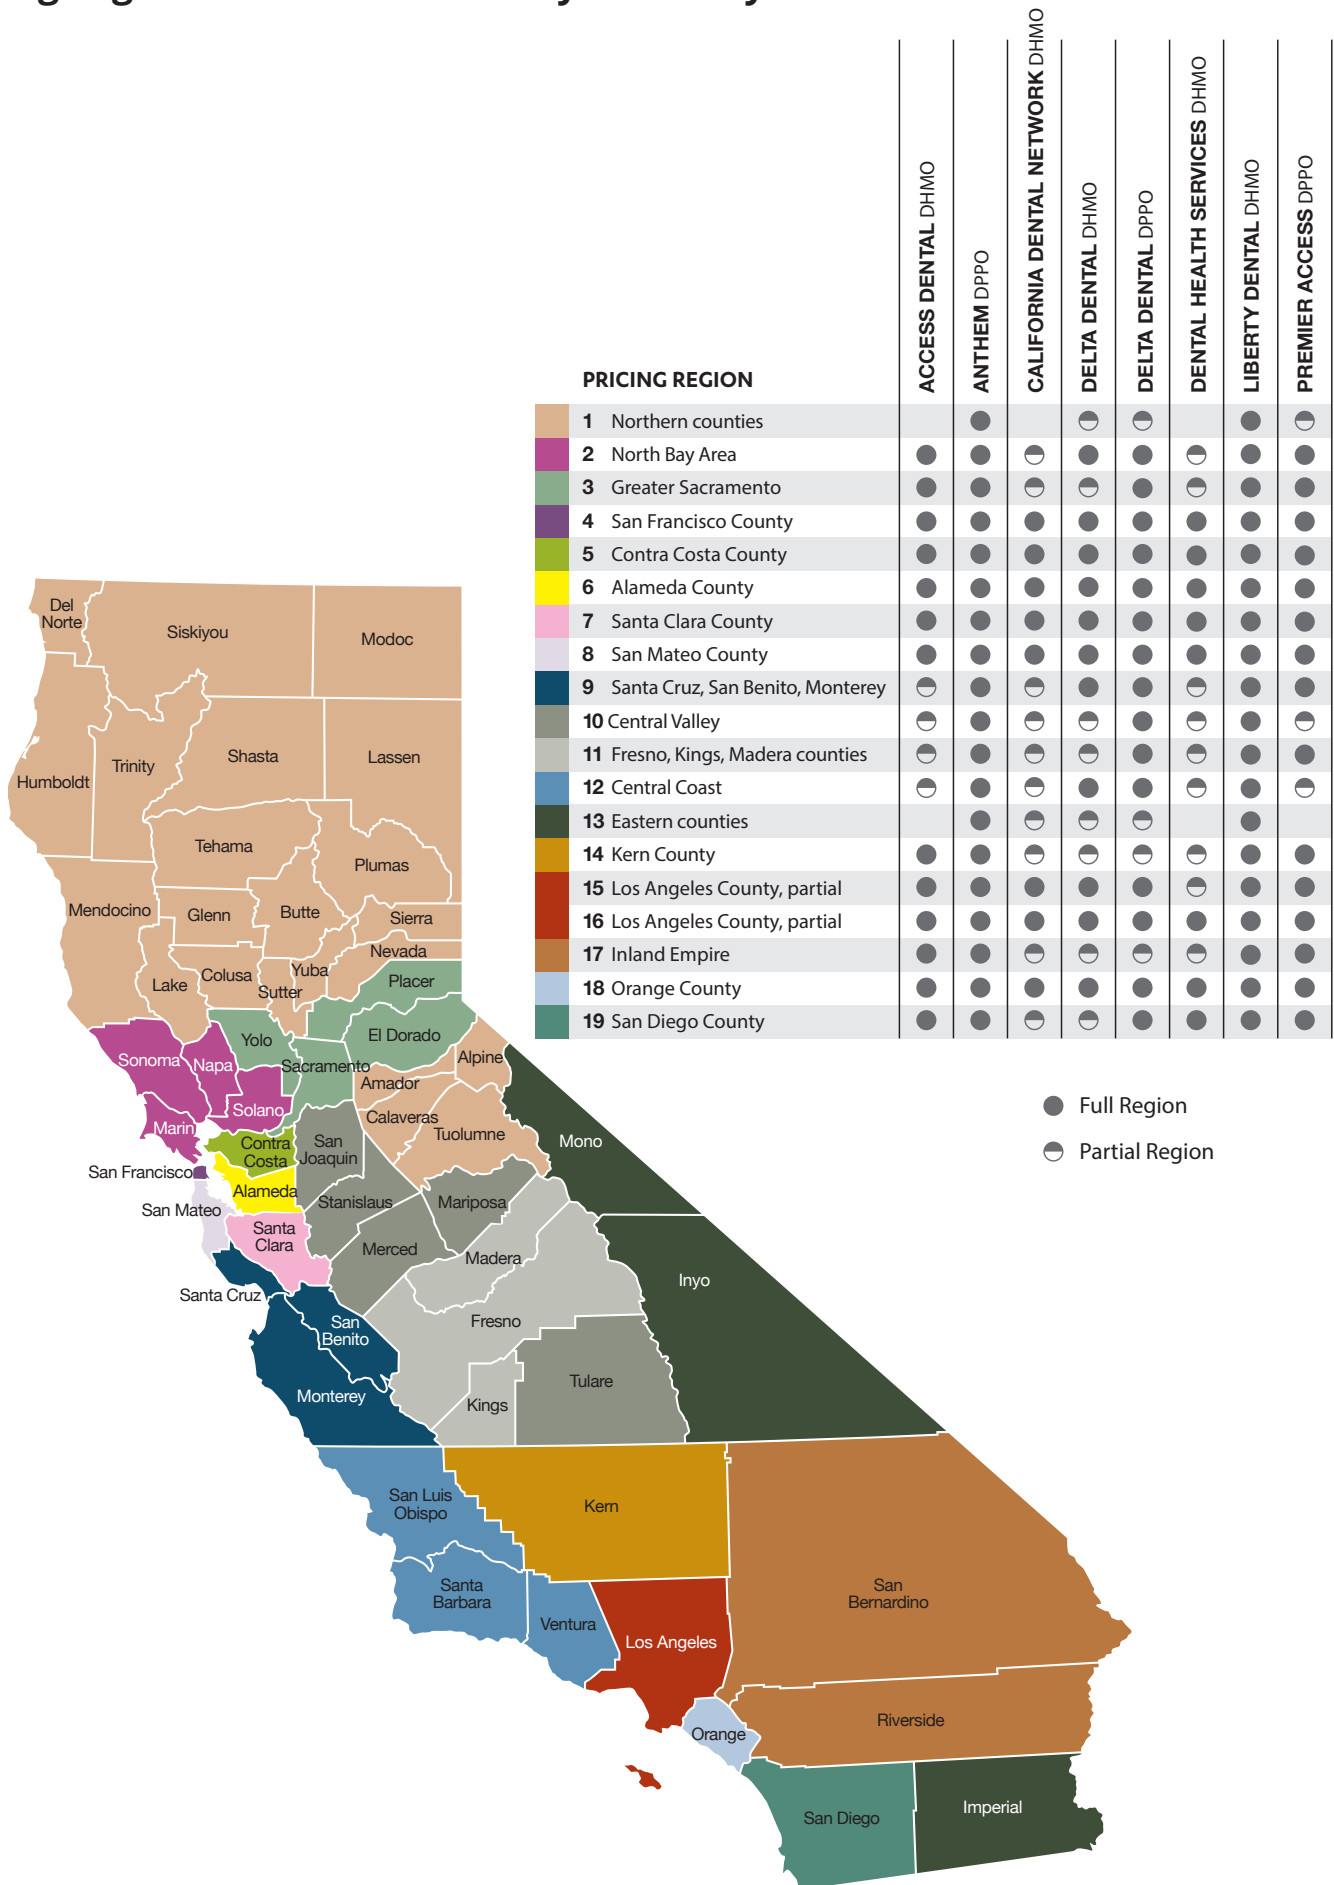 ACCESS DENTAL DHMO
ANTHEM DPPO
CALIFORNIA DENTAL NETWORK DHMO
DELTA DENTAL DHMO
DELTA DENTAL DPPO
DENTAL HEALTH SERVICES DHMO
LIBERTY DENTAL DHMO
PREMIER ACCESS DPPO
PRICING REGION
1 Northern counties
2 North Bay Area
3 Greater Sacramento
4 San Francisco County
5 Contra Costa County
6 Alameda County
7 Santa Clara County
8 San Mateo County
9 Santa Cruz, San Benito, Monterey
10 Central Valley
11 Fresno, Kings, Madera counties
12 Central Coast
13 Eastern counties
14 Kern County
15 Los Angeles County, partial
16 Los Angeles County, partial
17 Inland Empire
18 Orange County
19 San Diego County
Full Region
Partial Region
Del
Norte
Siskiyou
Modoc
Humboldt
Trinity
Shasta
Lassen
Tehama
Plumas
Mendocino
Glenn
Butte
Sierra
Nevada
Lake
Colusa
Yuba
Sutter
Placer
Yolo
El Dorado
Sonoma
Napa
Sacramento
Alpine
Amador
Solano
Calaveras
Marin
Tuolumne
Contra
Costa
San
Joaquin
Mono
San Francisco
Alameda
Stanislaus
Mariposa
San Mateo
Santa
Clara
Merced
Madera
Inyo
Santa Cruz
San
Benito
Fresno
Monterey
Kings
Tulare
San Luis
Obispo
Kern
Santa
Barbara
San
Bernardino
Ventura
Los Angeles
Orange
Riverside
San Diego
Imperial